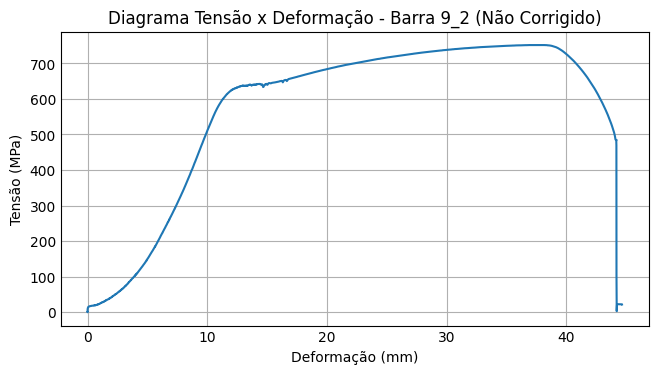 Diagrama Tensão x Deformação - Barra 9_2 (Não Corrigido)
Tensão (MPa)
700
600
500
400
300
200
100
0
0 10 20 30 40
Deformação (mm)